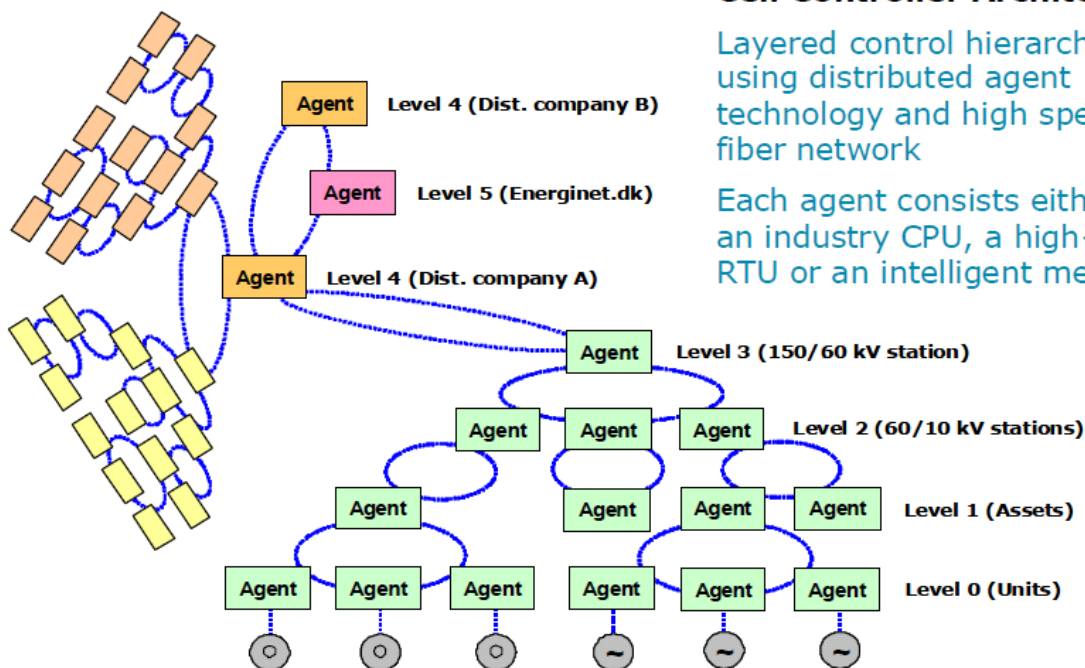 Layered control hierarch
using distributed agent
technology and high spe
fiber network
Each agent consists eith
an industry CPU, a high-
RTU or an intelligent me
Agent Level 4 (Dist. company B)
Agent Level 5 (Energinet.dk)
Agent Level 4 (Dist. company A)
Agent Level 3 (150/60 kV station)
Agent Agent Agent Level 2 (60/10 kV stations)
Agent Agent Agent Agent Level 1 (Assets)
Agent Agent Agent Agent Agent Agent Level 0 (Units)
~ ~ ~